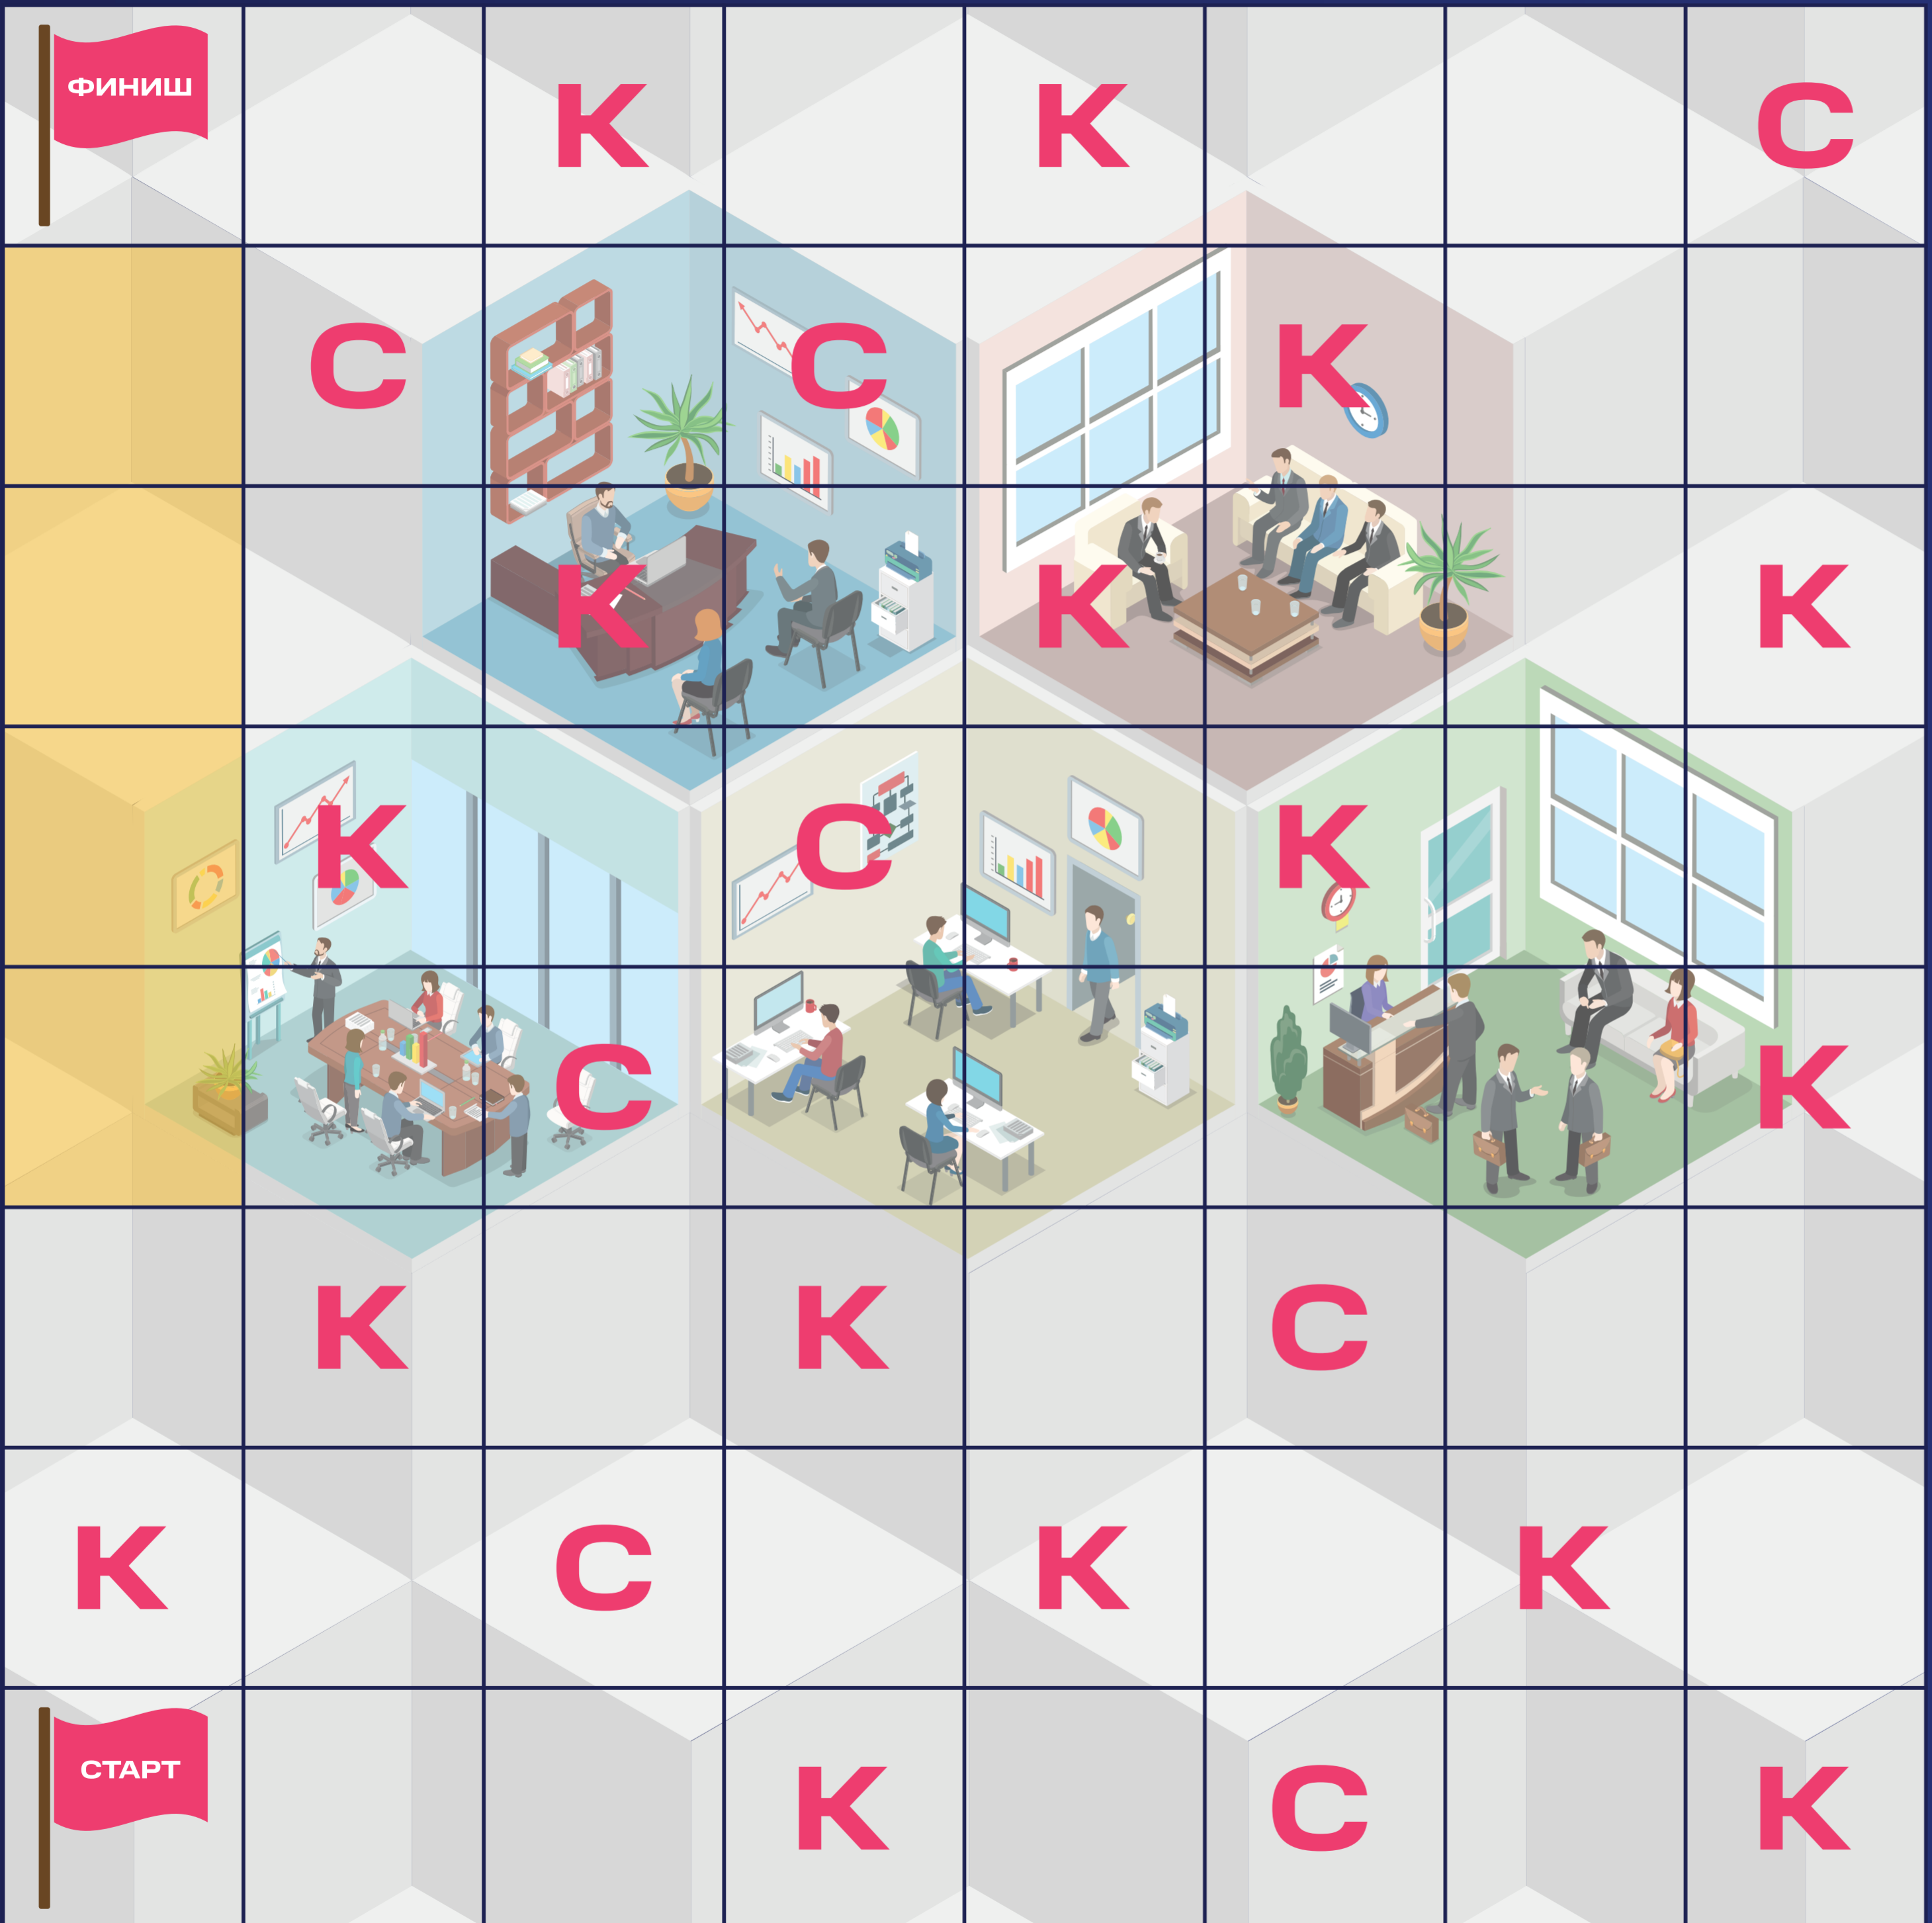 ФИНИШ К К С
С С К
К К К
К С К
С К
К К С
К С К К
СТАРТ К С К